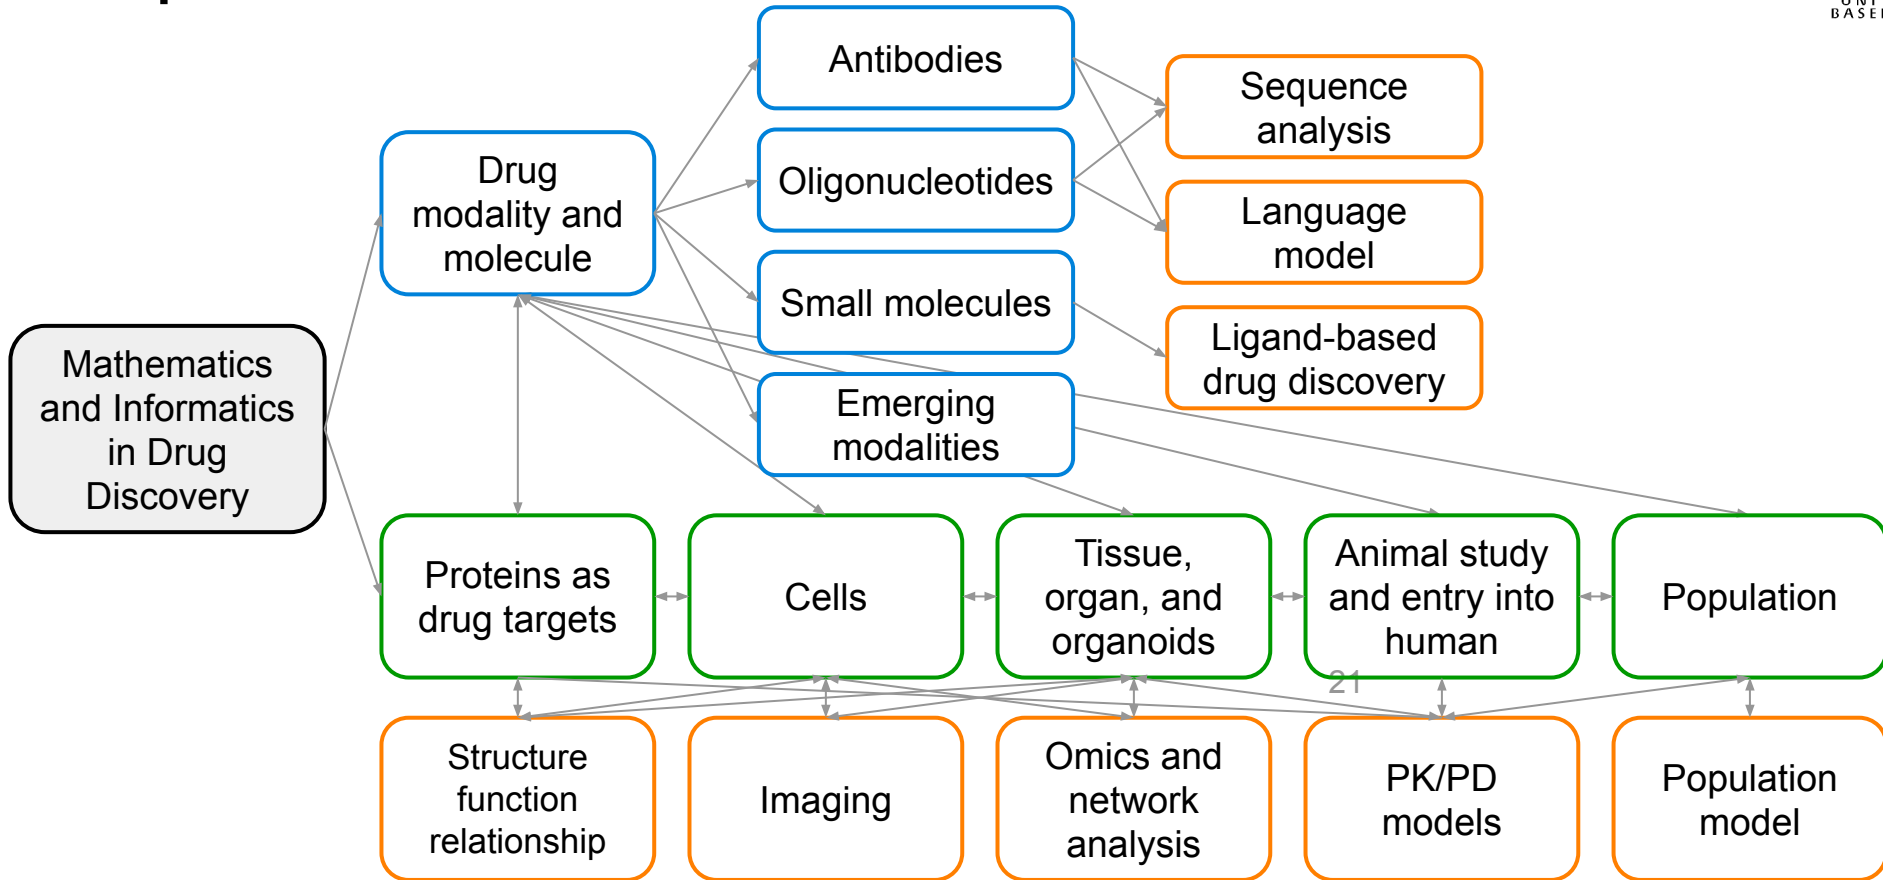 BASEL
Antibodies
Sequence
analysis
Drug
modality and
molecule
Oligonucleotides
Language
model
Small molecules
Ligand-based
drug discovery
Mathematics
and Informatics
in Drug
Discovery
Emerging
modalities
Proteins as
drug targets
Cells
Tissue,
organ, and
organoids
Animal study
and entry into
human
Population
21
Structure
function
relationship
Imaging
Omics and
network
analysis
PK/PD
models
Population
model